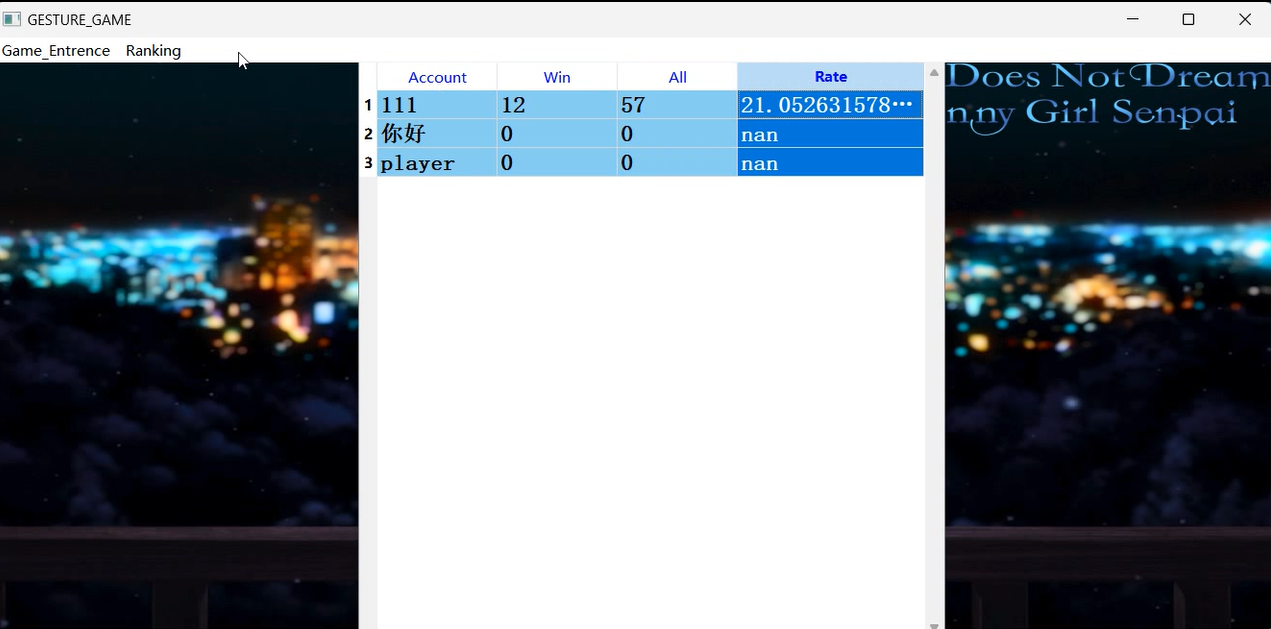 GESTURE_GAME
Game_Entrence Ranking
Account Win All Rate
1 111 12 57 21.052631578…
2 你好 0 0 nan
3 player 0 0 nan
Does Not Dream
nny Girl Senpai